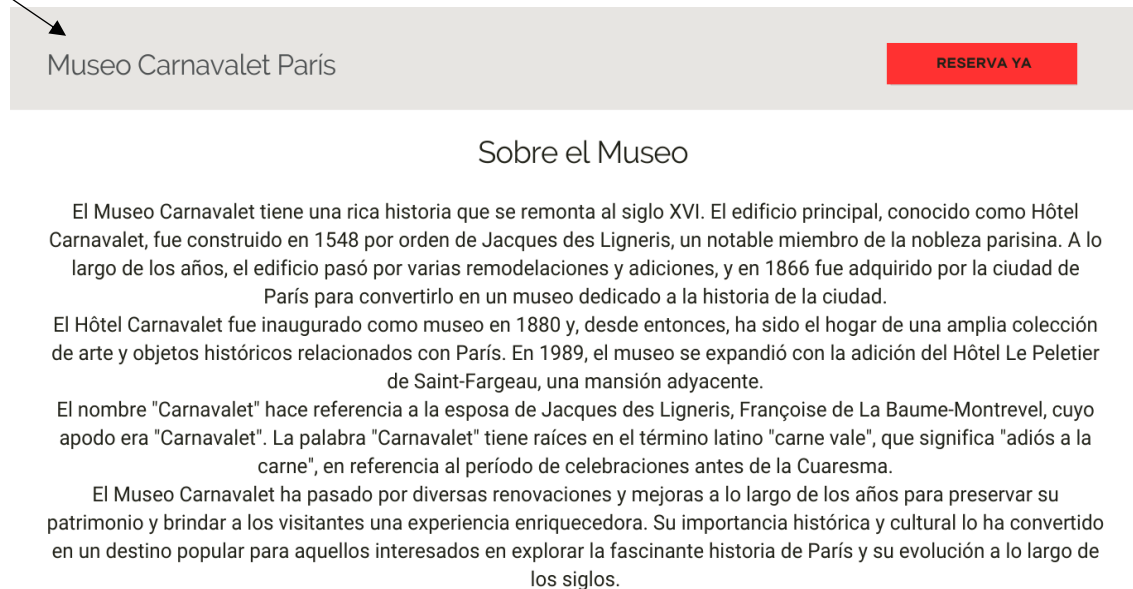 Museo Carnavalet París
RESERVA YA
Sobre el Museo
El Museo Carnavalet tiene una rica historia que se remonta al siglo XVI. El edificio principal, conocido como Hôtel
Carnavalet, fue construido en 1548 por orden de Jacques des Ligneris, un notable miembro de la nobleza parisina. A lo
largo de los años, el edificio pasó por varias remodelaciones y adiciones, y en 1866 fue adquirido por la ciudad de
París para convertirlo en un museo dedicado a la historia de la ciudad.
El Hôtel Carnavalet fue inaugurado como museo en 1880 y, desde entonces, ha sido el hogar de una amplia colección
de arte y objetos históricos relacionados con París. En 1989, el museo se expandió con la adición del Hôtel Le Peletier
de Saint-Fargeau, una mansión adyacente.
El nombre "Carnavalet" hace referencia a la esposa de Jacques des Ligneris, Françoise de La Baume-Montrevel, cuyo
apodo era "Carnavalet". La palabra "Carnavalet" tiene raíces en el término latino "carne vale", que significa "adiós a la
carne", en referencia al período de celebraciones antes de la Cuaresma.
El Museo Carnavalet ha pasado por diversas renovaciones y mejoras a lo largo de los años para preservar su
patrimonio y brindar a los visitantes una experiencia enriquecedora. Su importancia histórica y cultural lo ha convertido
en un destino popular para aquellos interesados en explorar la fascinante historia de París y su evolución a lo largo de
los siglos.